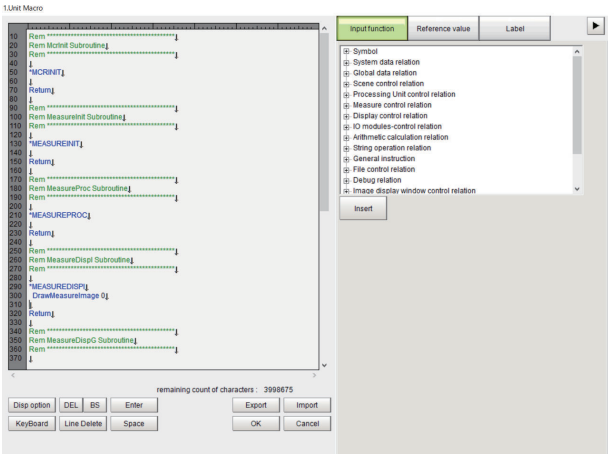 1.Unit Macro
10 Rem ****************************************↓
20 Rem McrInit Subroutine↓
30 Rem ****************************************↓
40 ↓
50 *MCRINIT↓
60 ↓
70 Return↓
80 ↓
90 Rem ****************************************↓
100 Rem MeasureInit Subroutine↓
110 Rem ****************************************↓
120 ↓
130 *MEASUREINIT↓
140 ↓
150 Return↓
160 ↓
170 Rem ****************************************↓
180 Rem MeasureProc Subroutine↓
190 Rem ****************************************↓
200 ↓
210 *MEASUREPROC↓
220 ↓
230 Return↓
240 ↓
250 Rem ****************************************↓
260 Rem MeasureDispI Subroutine↓
270 Rem ****************************************↓
280 ↓
290 *MEASUREDISPI↓
300 DrawMeasureImage 0↓
310 ↓
320 Return↓
330 ↓
340 Rem ****************************************↓
350 Rem MeasureDispG Subroutine↓
360 Rem ****************************************↓
370 ↓
remaining count of characters : 3998675
Disp option DEL BS Enter Export Import
KeyBoard Line Delete Space OK Cancel
Input function Reference value Label
Symbol
System data relation
Global data relation
Scene control relation
Processing Unit control relation
Measure control relation
Display control relation
IO modules-control relation
Arithmetic calculation relation
String operation relation
General instruction
File control relation
Debug relation
Image display window control relation
Insert